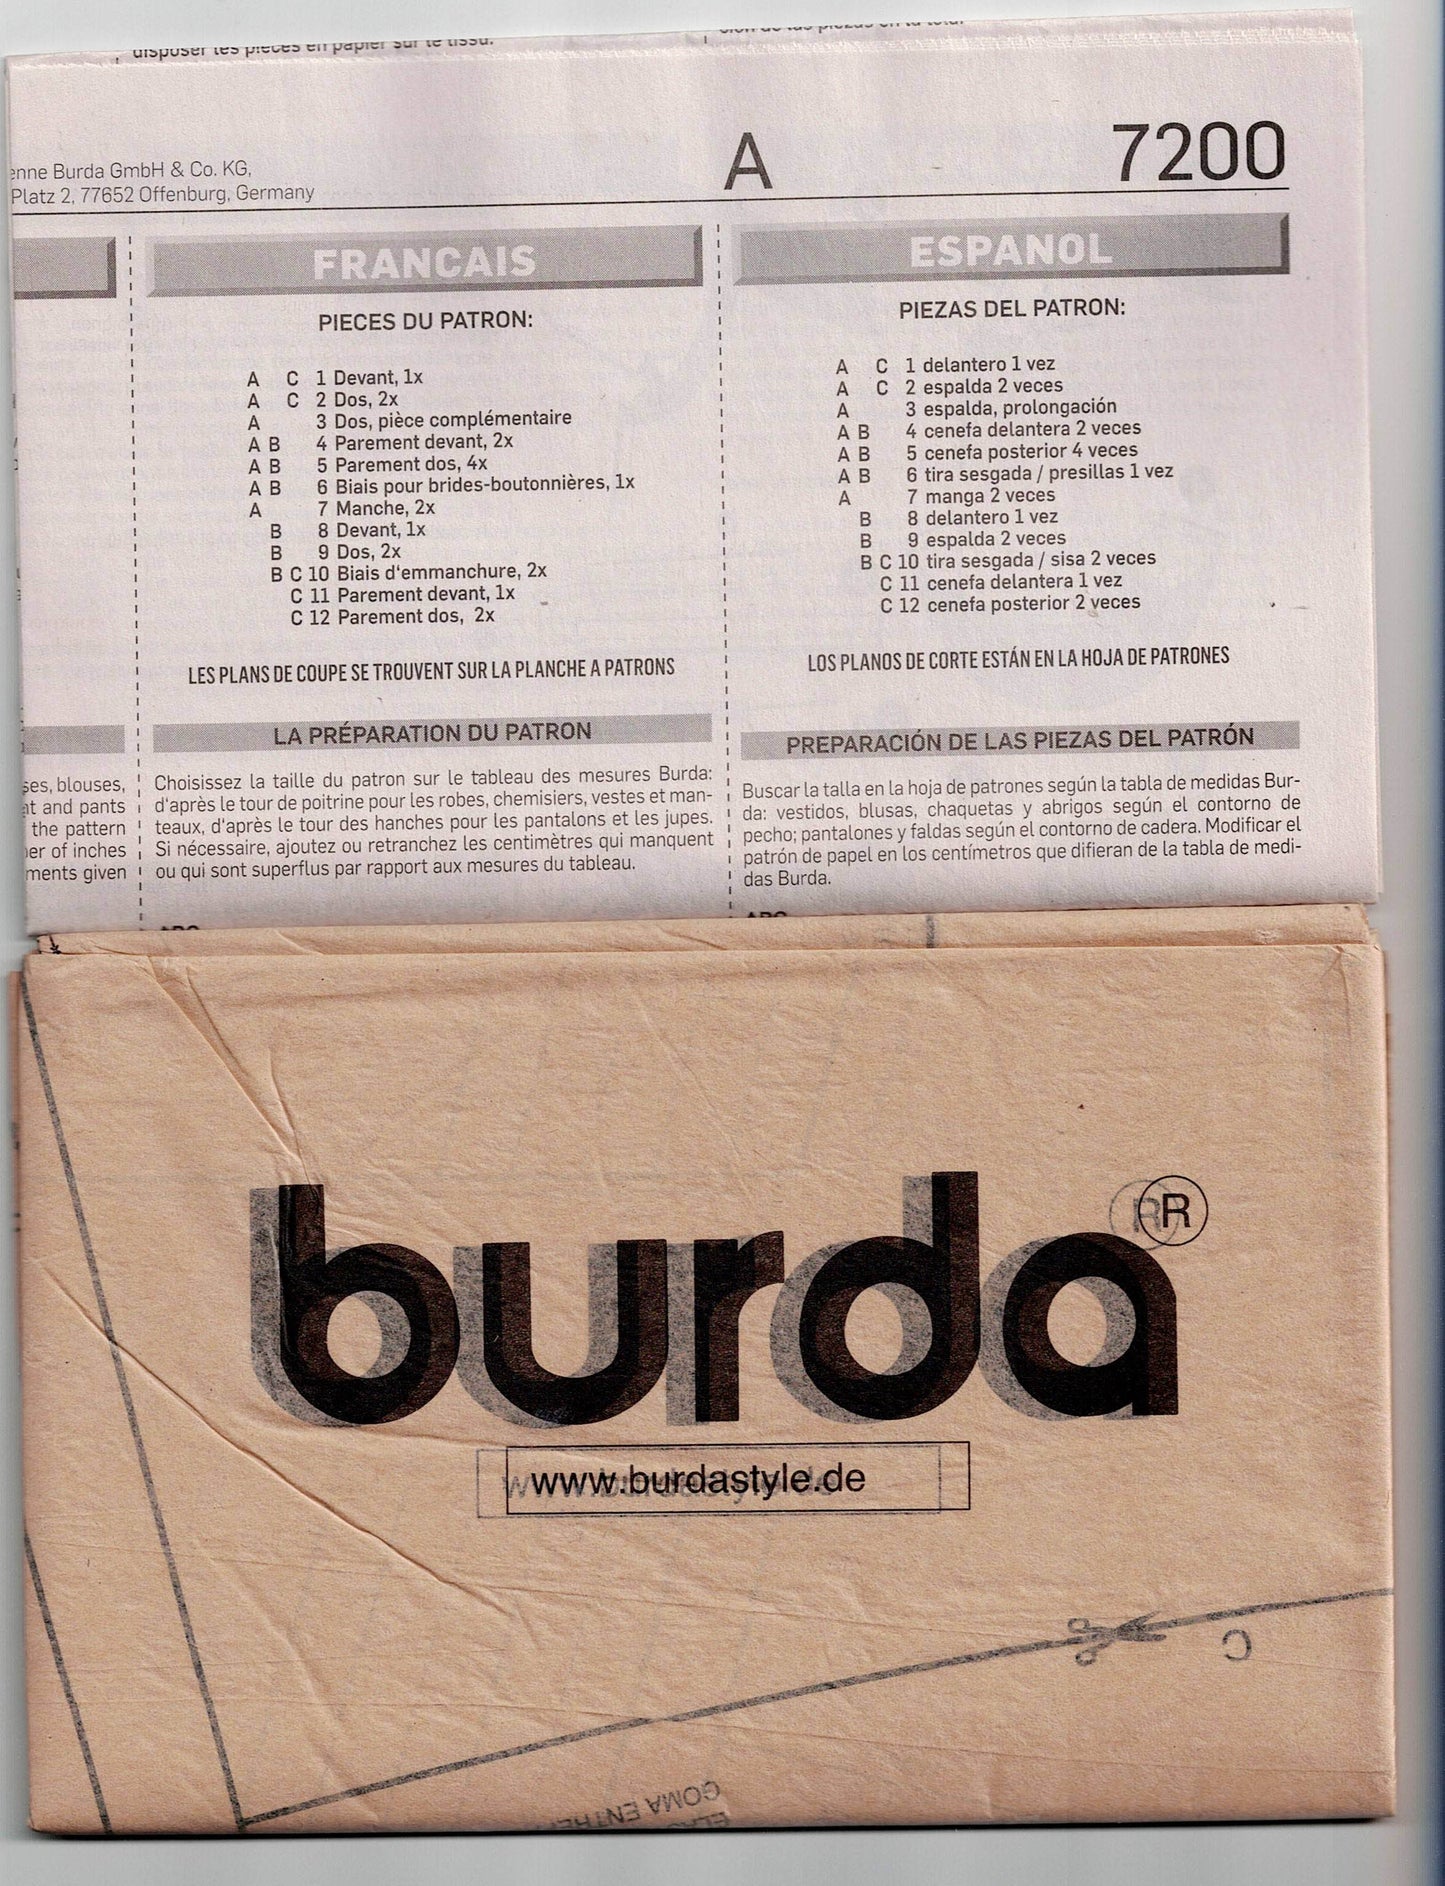 disposer les pièces en papier sur le tissu.
enne Burda GmbH & Co. KG,
Platz 2, 77652 Offenburg, Germany
A
7200
FRANCAIS
PIECES DU PATRON:
A C 1 Devant, 1x
A C 2 Dos, 2x
A 3 Dos, pièce complémentaire
A B 4 Parement devant, 2x
A B 5 Parement dos, 4x
A B 6 Biais pour brides-boutonnières, 1x
A 7 Manche, 2x
B 8 Devant, 1x
B 9 Dos, 2x
B C 10 Biais d'emmanchure, 2x
C 11 Parement devant, 1x
C 12 Parement dos, 2x
LES PLANS DE COUPE SE TROUVENT SUR LA PLANCHE A PATRONS
LA PRÉPARATION DU PATRON
Choisissez la taille du patron sur le tableau des mesures Burda:
d'après le tour de poitrine pour les robes, chemisiers, vestes et man-
teaux, d'après le tour des hanches pour les pantalons et les jupes.
Si nécessaire, ajoutez ou retranchez les centimètres qui manquent
ou qui sont superflus par rapport aux mesures du tableau.
ESPANOL
PIEZAS DEL PATRON:
A C 1 delantero 1 vez
A C 2 espalda 2 veces
A 3 espalda, prolongación
A B 4 cenefa delantera 2 veces
A B 5 cenefa posterior 4 veces
A B 6 tira sesgada / presillas 1 vez
A 7 manga 2 veces
B 8 delantero 1 vez
B 9 espalda 2 veces
B C 10 tira sesgada / sisa 2 veces
C 11 cenefa delantera 1 vez
C 12 cenefa posterior 2 veces
LOS PLANOS DE CORTE ESTÁN EN LA HOJA DE PATRONES
PREPARACIÓN DE LAS PIEZAS DEL PATRÓN
Buscar la talla en la hoja de patrones según la tabla de medidas Bur-
da: vestidos, blusas, chaquetas y abrigos según el contorno de
pecho; pantalones y faldas según el contorno de cadera. Modificar el
patrón de papel en los centímetros que difieran de la tabla de medi-
das Burda.
ses, blouses,
and pants
the pattern
er of inches
ments given
burda®
www.burdastyle.de
C
GOMA